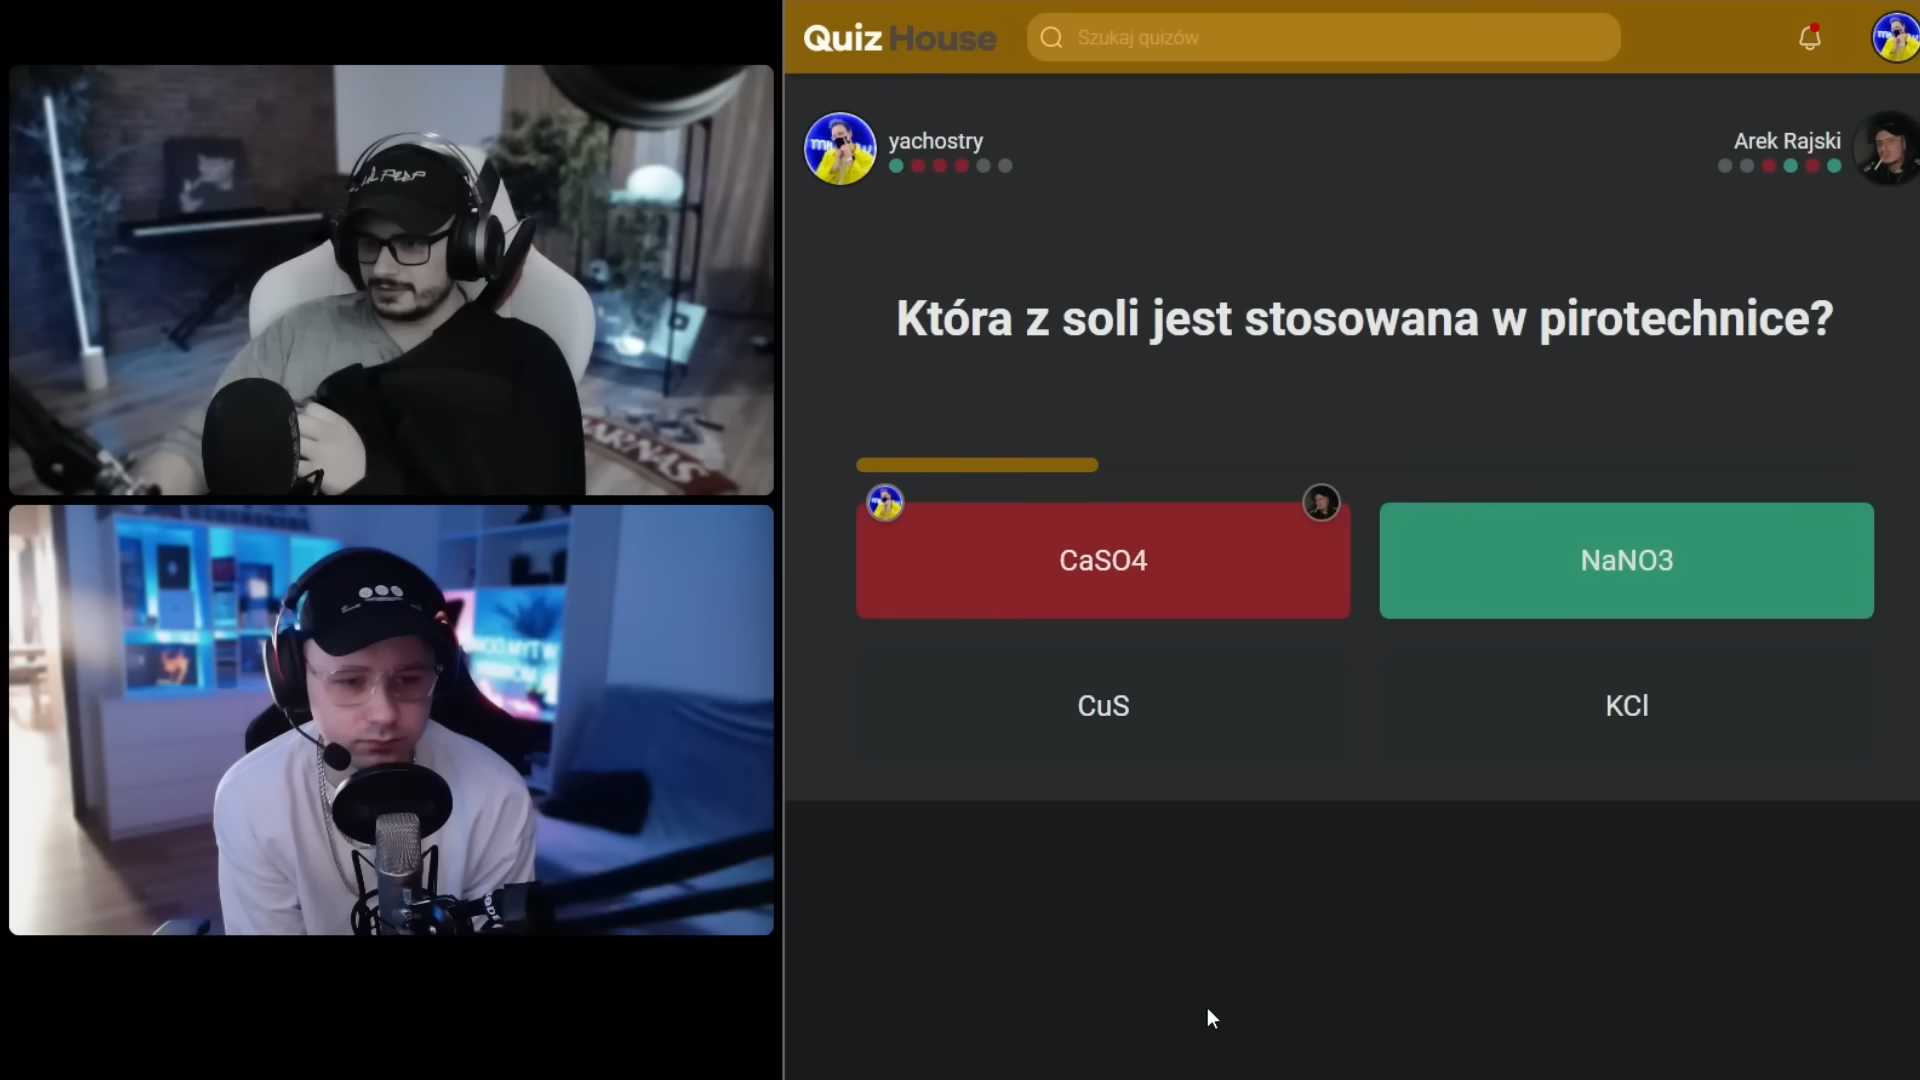 Quiz House
Szukaj quizów
yachostry
Arek Rajski
Która z soli jest stosowana w pirotechnice?
CaSO4
NaNO3
CuS
KCl